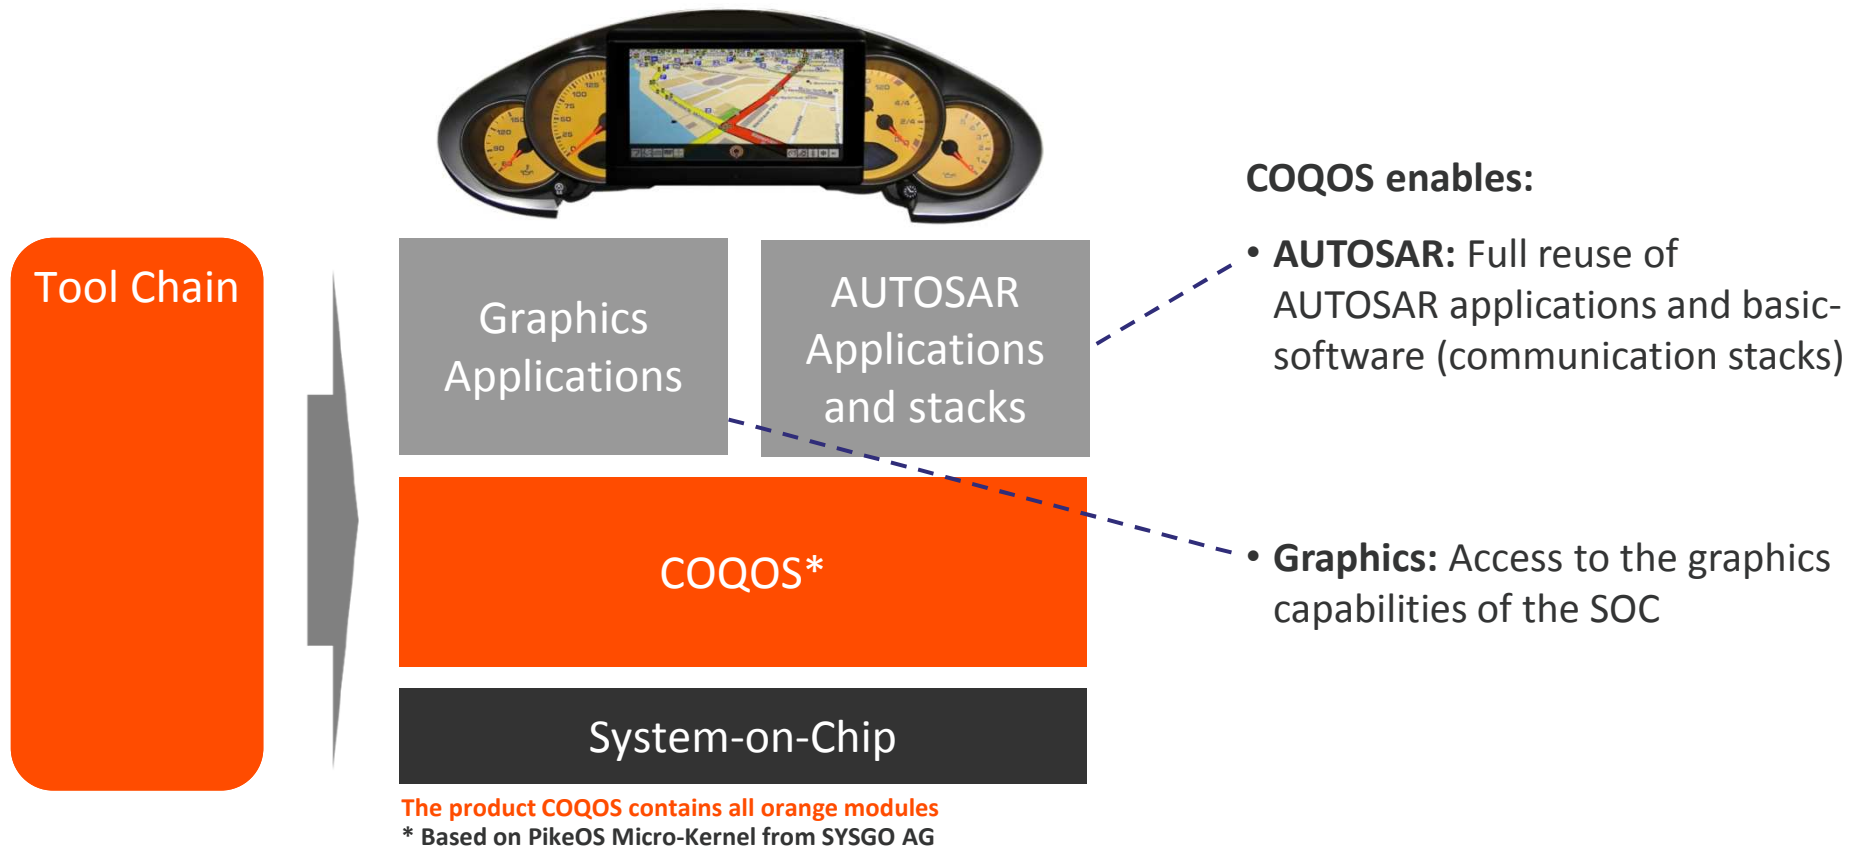 Tool Chain
Graphics
Applications
AUTOSAR
Applications
and stacks
COQOS*
System-on-Chip
The product COQOS contains all orange modules
* Based on PikeOS Micro-Kernel from SYSGO AG
COQOS enables:
• AUTOSAR: Full reuse of
AUTOSAR applications and basic-
software (communication stacks)
• Graphics: Access to the graphics
capabilities of the SOC